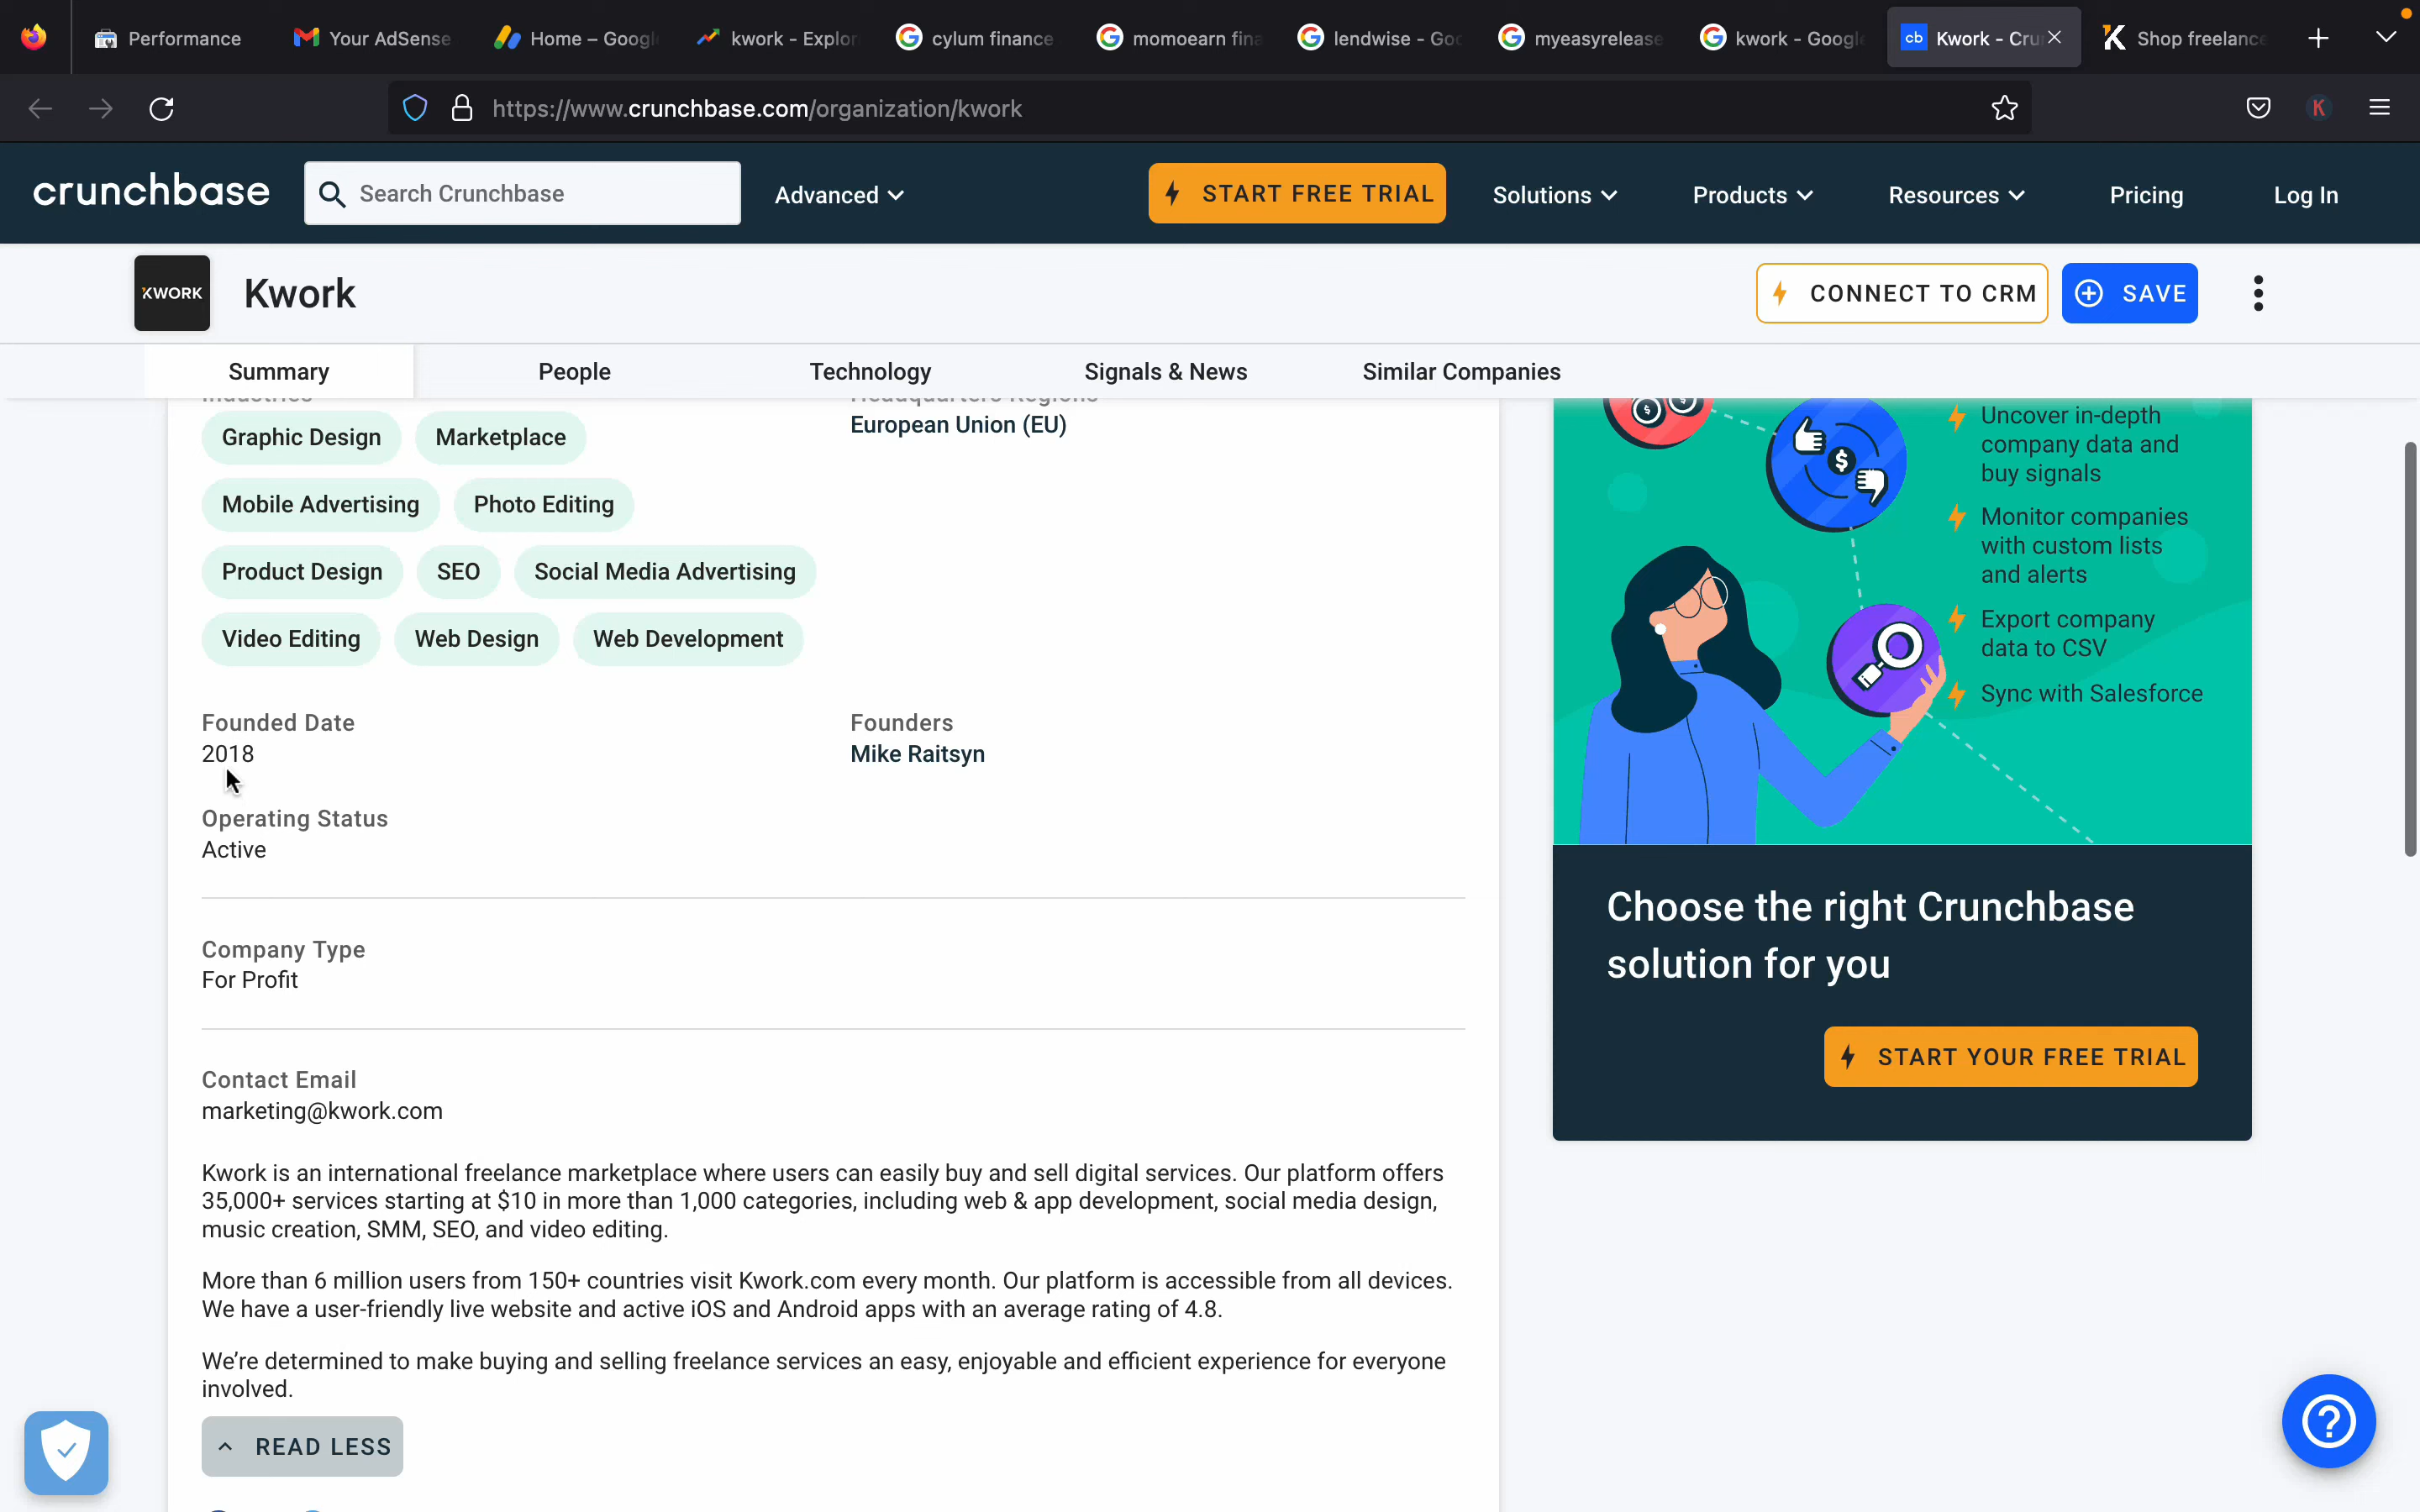 Performance
Your AdSense
Home – Googl
kwork - Explor
cylum finance
momoearn fina
lendwise - Goo
myeasyrelease
kwork - Googl
cb Kwork - Cru
Shop freelance
https://www.crunchbase.com/organization/kwork
K
crunchbase
Search Crunchbase
Advanced
START FREE TRIAL
Solutions
Products
Resources
Pricing
Log In
KWORK
Kwork
CONNECT TO CRM
SAVE
Summary
People
Technology
Signals & News
Similar Companies
Industries
Headquarters Regions
Graphic Design
Marketplace
European Union (EU)
Mobile Advertising
Photo Editing
Product Design
SEO
Social Media Advertising
Video Editing
Web Design
Web Development
Founded Date
2018
Founders
Mike Raitsyn
Operating Status
Active
Company Type
For Profit
Contact Email
marketing@kwork.com
Kwork is an international freelance marketplace where users can easily buy and sell digital services. Our platform offers
35,000+ services starting at $10 in more than 1,000 categories, including web & app development, social media design,
music creation, SMM, SEO, and video editing.
More than 6 million users from 150+ countries visit Kwork.com every month. Our platform is accessible from all devices.
We have a user-friendly live website and active iOS and Android apps with an average rating of 4.8.
We're determined to make buying and selling freelance services an easy, enjoyable and efficient experience for everyone
involved.
READ LESS
Uncover in-depth
company data and
buy signals
Monitor companies
with custom lists
and alerts
Export company
data to CSV
Sync with Salesforce
Choose the right Crunchbase
solution for you
START YOUR FREE TRIAL